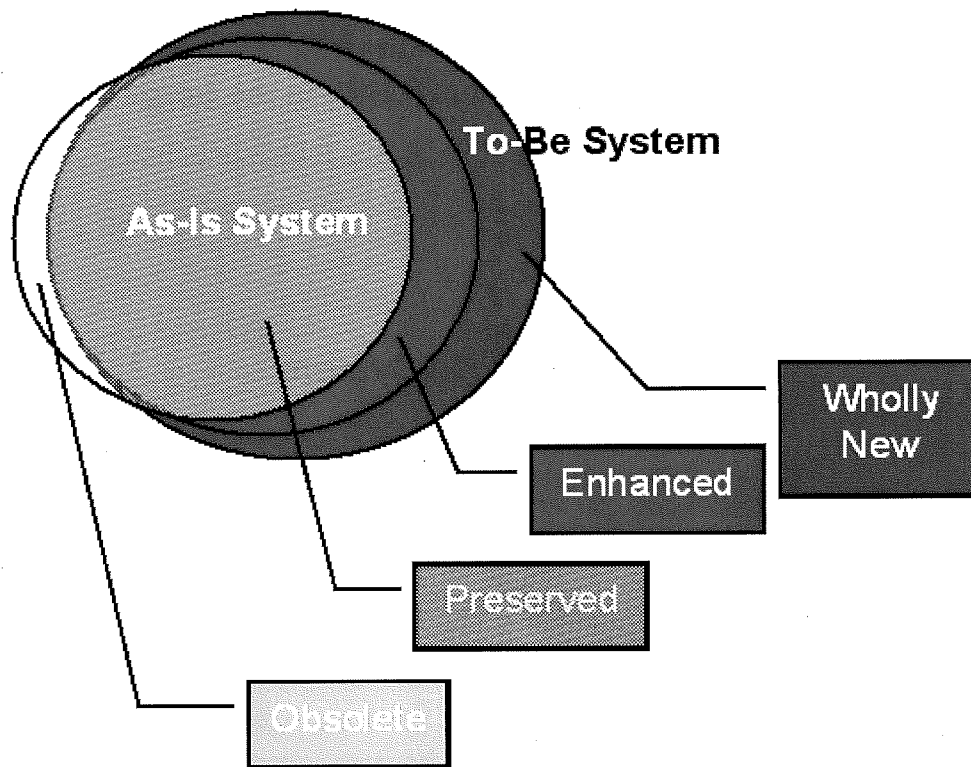 To-Be System
As-Is System
Wholly
New
Enhanced
Preserved
Obsolete